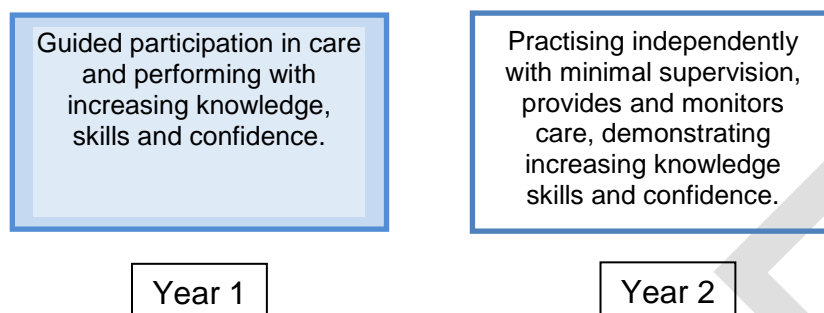 Guided participation in care
and performing with
increasing knowledge,
skills and confidence.
Practising independently
with minimal supervision,
provides and monitors
care, demonstrating
increasing knowledge
skills and confidence.
Year 1
Year 2